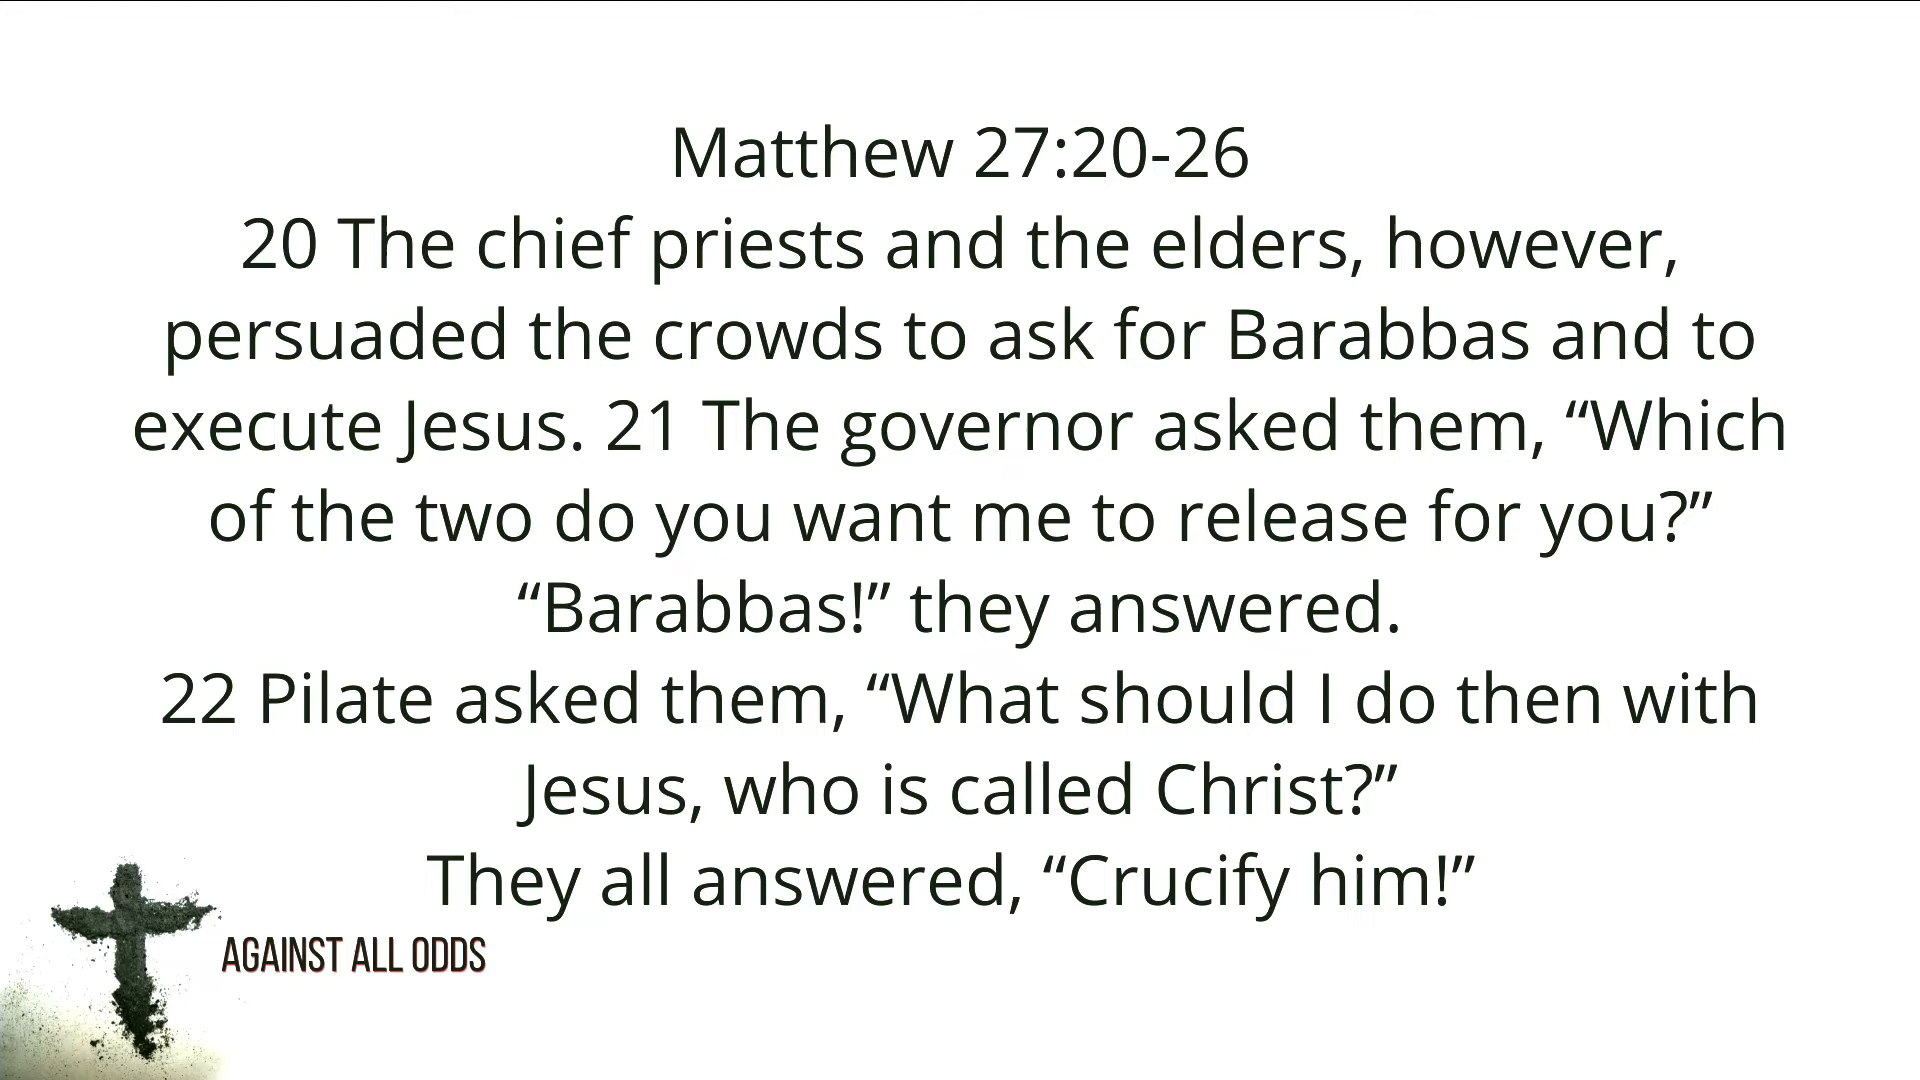 Matthew 27:20-26
20 The chief priests and the elders, however,
persuaded the crowds to ask for Barabbas and to
execute Jesus. 21 The governor asked them, “Which
of the two do you want me to release for you?”
“Barabbas!” they answered.
22 Pilate asked them, “What should I do then with
Jesus, who is called Christ?”
They all answered, “Crucify him!”
AGAINST ALL ODDS